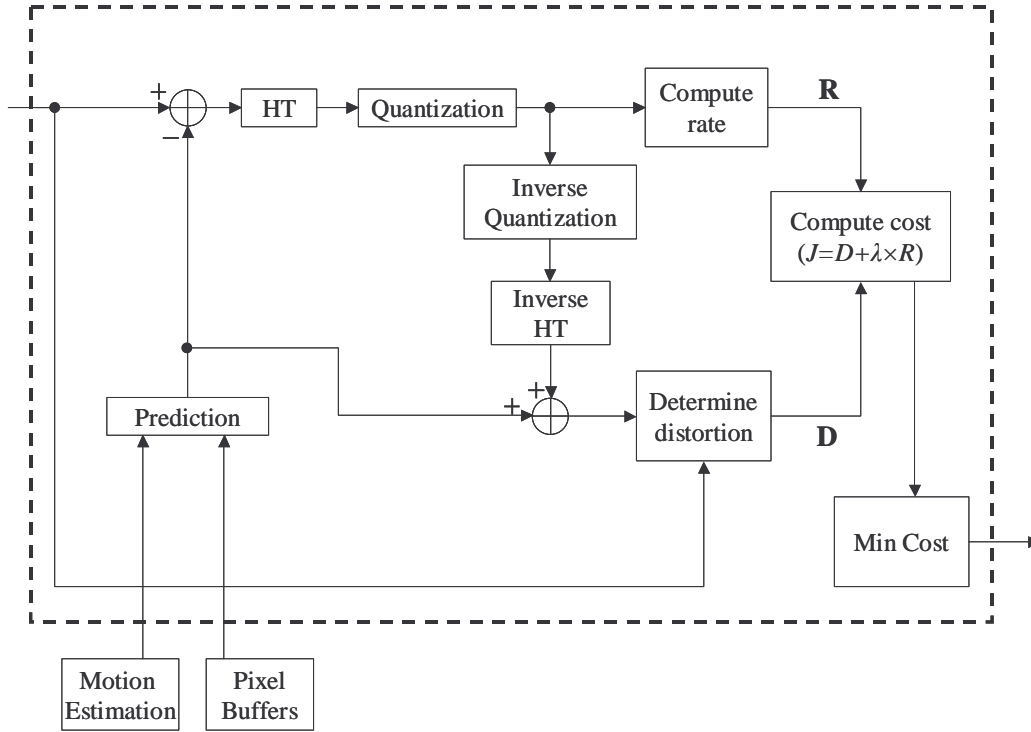 +
−
HT
Quantization
Compute
rate
R
Inverse
Quantization
Compute cost
(J=D+λ×R)
Inverse
HT
+
+
Prediction
Determine
distortion
D
Min Cost
Motion
Estimation
Pixel
Buffers